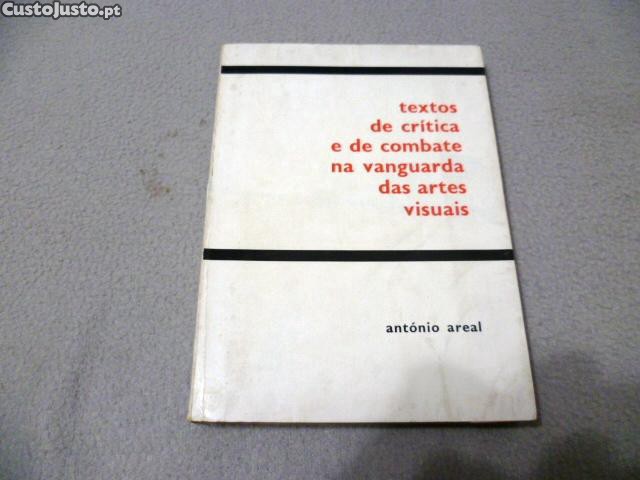 CustoJusto.pt
textos
de crítica
e de combate
na vanguarda
das artes
visuais
antónio areal